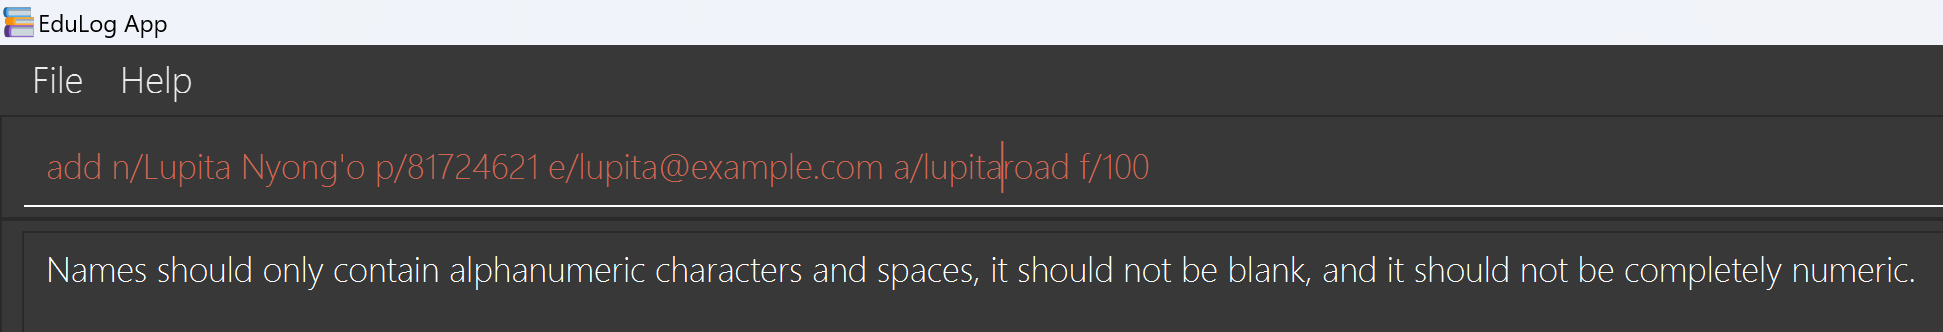 EduLog App
File Help
add n/Lupita Nyong'o p/81724621 e/lupita@example.com a/lupitaroad f/100
Names should only contain alphanumeric characters and spaces, it should not be blank, and it should not be completely numeric.